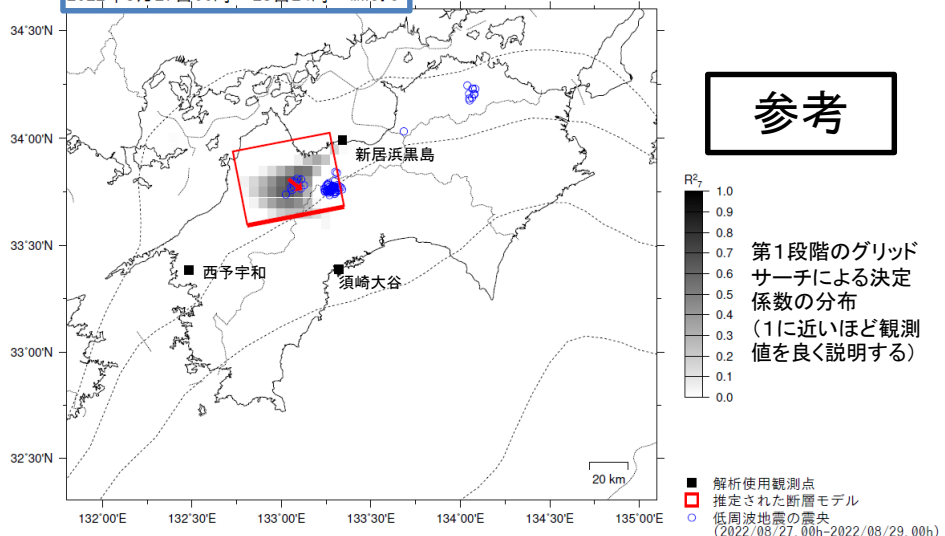 34°30'N
34°00'N
33°30'N
33°00'N
32°30'N
132°00'E
132°30'E
133°00'E
133°30'E
134°00'E
134°30'E
135°00'E
新居浜黒島
西予宇和
須崎大谷
20 km
参考
R²₇
1.0
0.9
0.8
0.7
0.6
0.5
0.4
0.3
0.2
0.1
0.0
第1段階のグリッド
サーチによる決定
係数の分布
(1に近いほど観測
値を良く説明する)
解析使用観測点
推定された断層モデル
低周波地震の震央
(2022/08/27.00h-2022/08/29.00h)